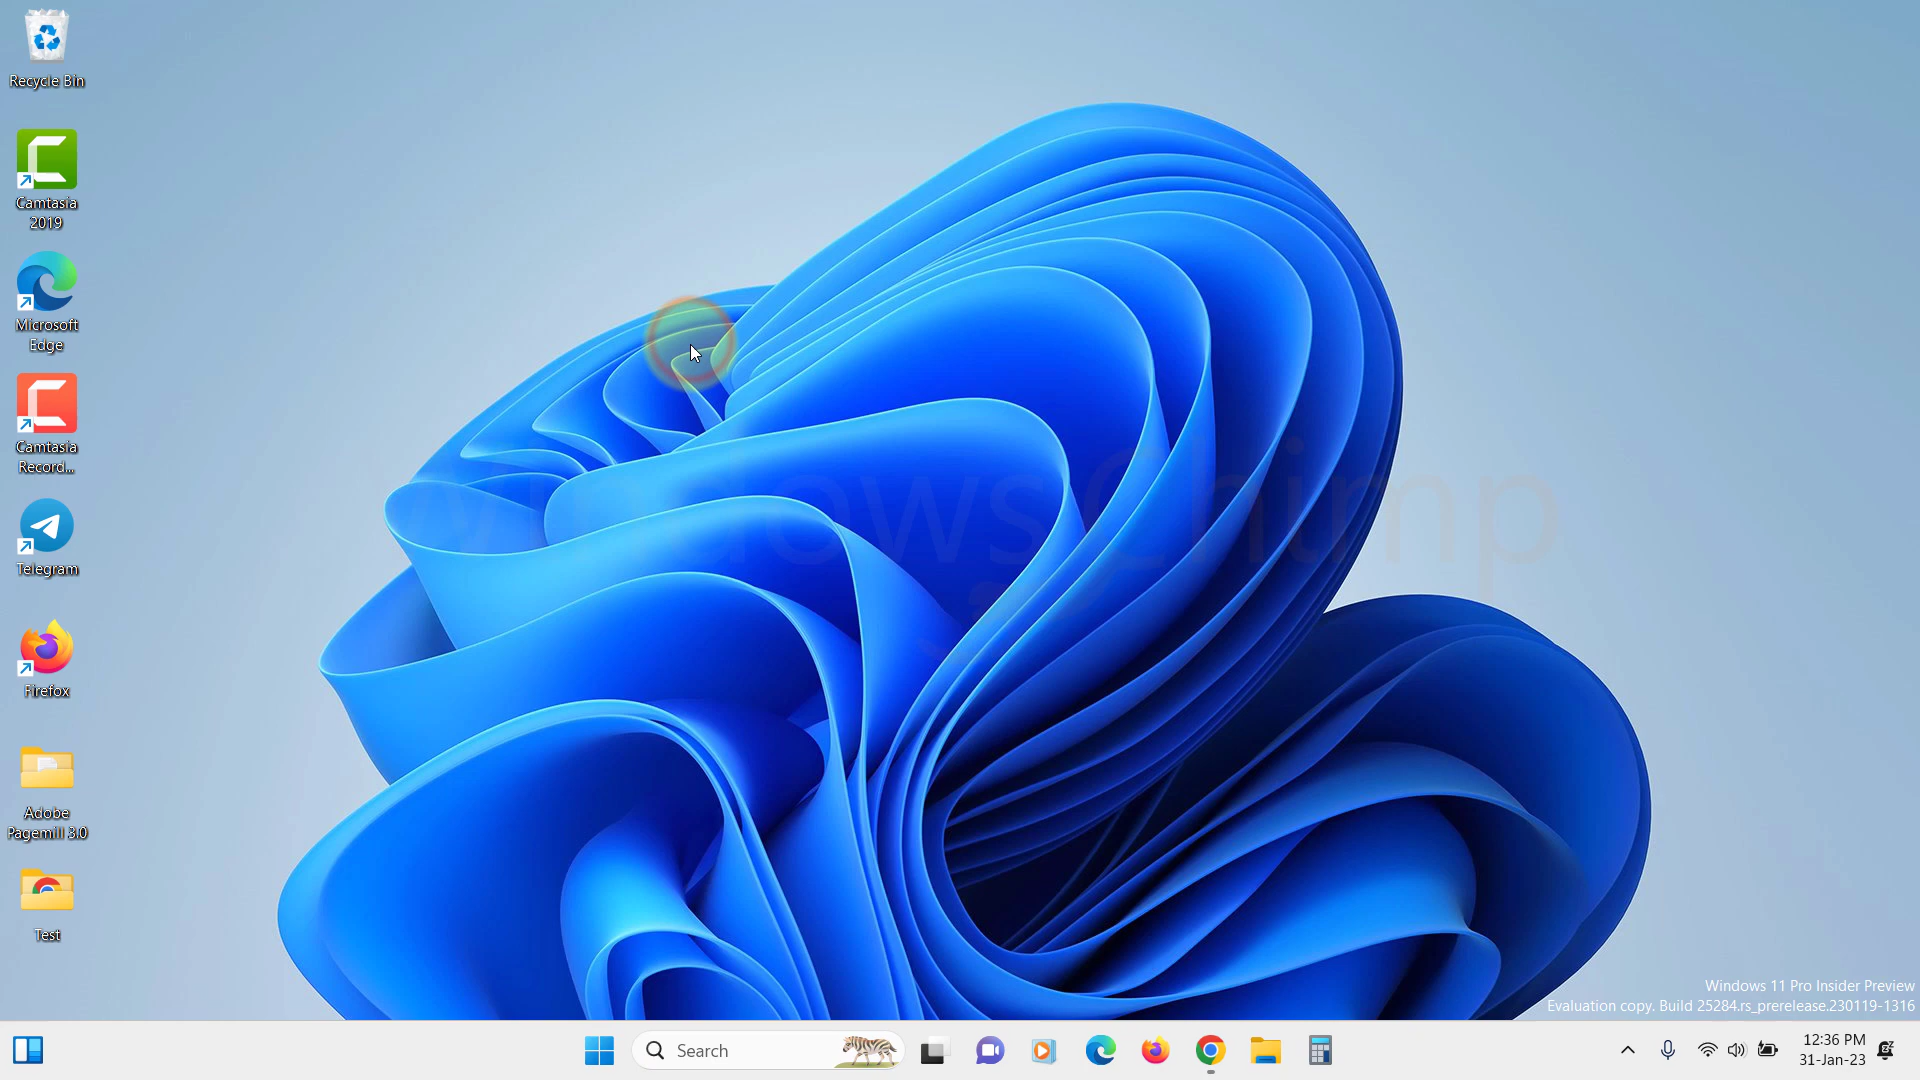 Recycle Bin
Camtasia
2019
Microsoft
Edge
Camtasia
Record...
Telegram
Firefox
Adobe
Pagemill 3.0
Test
WindowsChimp
Windows 11 Pro Insider Preview
Evaluation copy. Build 25284.rs_prerelease.230119-1316
Search
12:36 PM
31-Jan-23